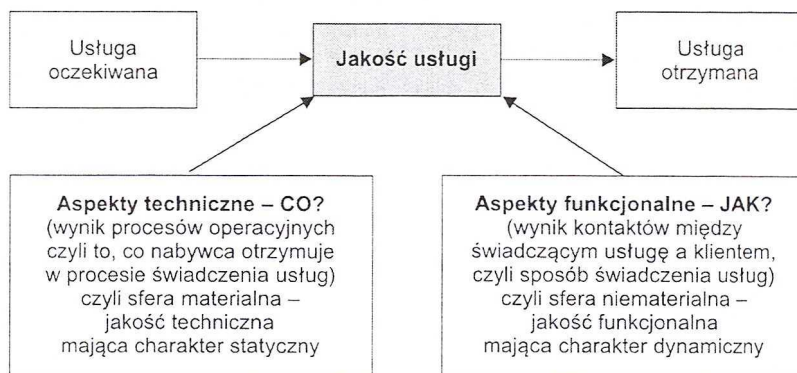 Usługa
oczekiwana
Jakość usługi
Usługa
otrzymana
Aspekty techniczne – CO?
(wynik procesów operacyjnych
czyli to, co nabywca otrzymuje
w procesie świadczenia usług)
czyli sfera materialna –
jakość techniczna
mająca charakter statyczny
Aspekty funkcjonalne – JAK?
(wynik kontaktów między
świadczącym usługę a klientem,
czyli sposób świadczenia usług)
czyli sfera niematerialna –
jakość funkcjonalna
mająca charakter dynamiczny